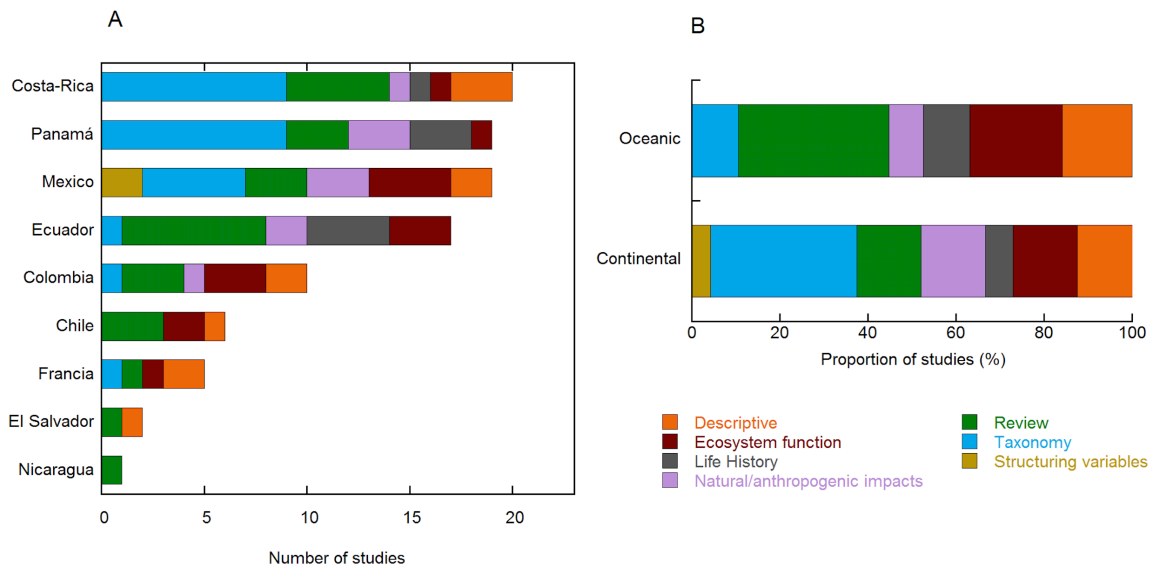 A
Costa-Rica
Panamá
Mexico
Ecuador
Colombia
Chile
Francia
El Salvador
Nicaragua
0 5 10 15 20
Number of studies
B
Oceanic
Continental
0 20 40 60 80 100
Proportion of studies (%)
Descriptive
Ecosystem function
Life History
Natural/anthropogenic impacts
Review
Taxonomy
Structuring variables